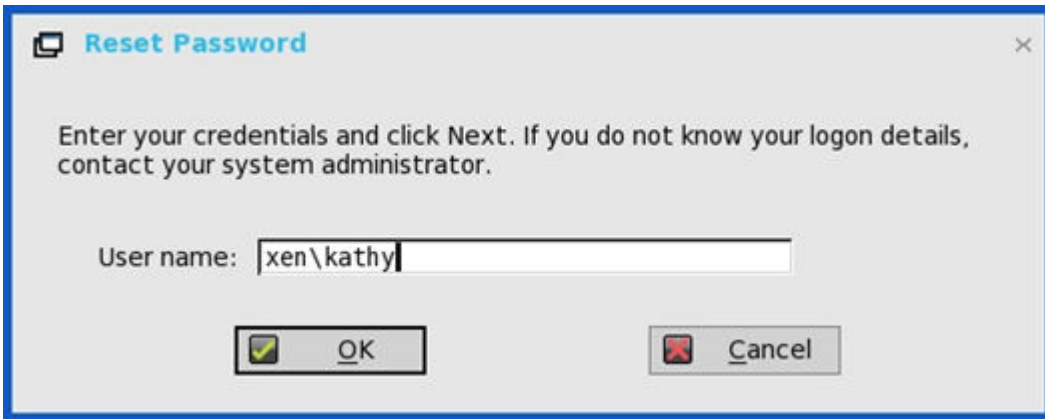 Reset Password
Enter your credentials and click Next. If you do not know your logon details,
contact your system administrator.
User name: xen\kathy
OK Cancel